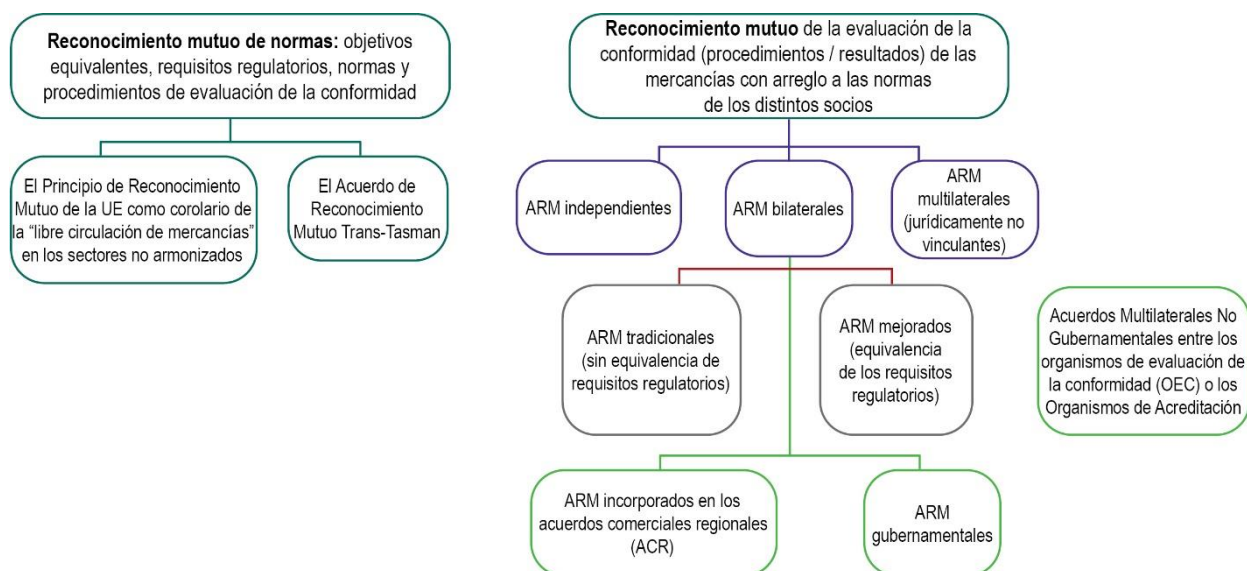 Reconocimiento mutuo de normas: objetivos
equivalentes, requisitos regulatorios, normas y
procedimientos de evaluación de la conformidad
El Principio de Reconocimiento
Mutuo de la UE como corolario de
la “libre circulación de mercancías”
en los sectores no armonizados
El Acuerdo de
Reconocimiento
Mutuo Trans-Tasman
Reconocimiento mutuo de la evaluación de la
conformidad (procedimientos / resultados) de las
mercancías con arreglo a las normas
de los distintos socios
ARM independientes
ARM bilaterales
ARM
multilaterales
(jurídicamente no
vinculantes)
ARM tradicionales
(sin equivalencia de
requisitos regulatorios)
ARM mejorados
(equivalencia
de los requisitos
regulatorios)
Acuerdos Multilaterales No
Gubernamentales entre los
organismos de evaluación de
la conformidad (OEC) o los
Organismos de Acreditación
ARM incorporados en los
acuerdos comerciales regionales
(ACR)
ARM
gubernamentales